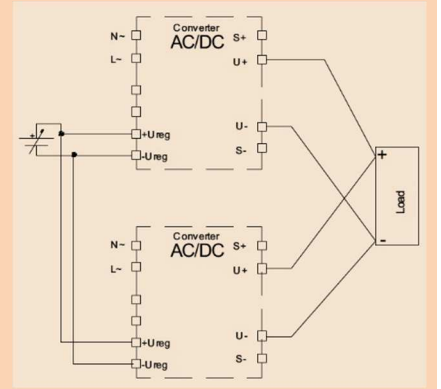 Converter
AC/DC
N~
L~
S+
U+
+Ureg
-Ureg
U-
S-
+
+
-
Load
Converter
AC/DC
N~
L~
S+
U+
+Ureg
-Ureg
U-
S-